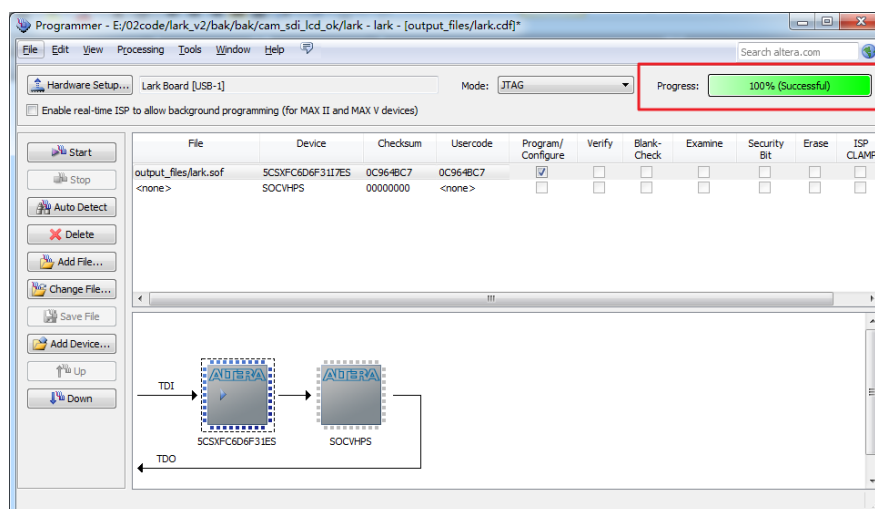 Programmer - E:/02code/lark_v2/bak/bak/cam_sdi_lcd_ok/lark - lark - [output_files/lark.cdf]*
File Edit View Processing Tools Window Help
Search altera.com
Hardware Setup... Lark Board [USB-1] Mode: JTAG Progress: 100% (Successful)
Enable real-time ISP to allow background programming (for MAX II and MAX V devices)
Start
Stop
Auto Detect
Delete
Add File...
Change File...
Save File
Add Device...
Up
Down
File Device Checksum Usercode Program/ Configure Verify Blank- Check Examine Security Bit Erase ISP CLAMP
output_files/lark.sof 5CSXFC6D6F31I7ES 0C964BC7 0C964BC7
<none> SOCVHPS 00000000 <none>
TDI
ALTERA
ALTERA
5CSXFC6D6F31ES
SOCVHPS
TDO